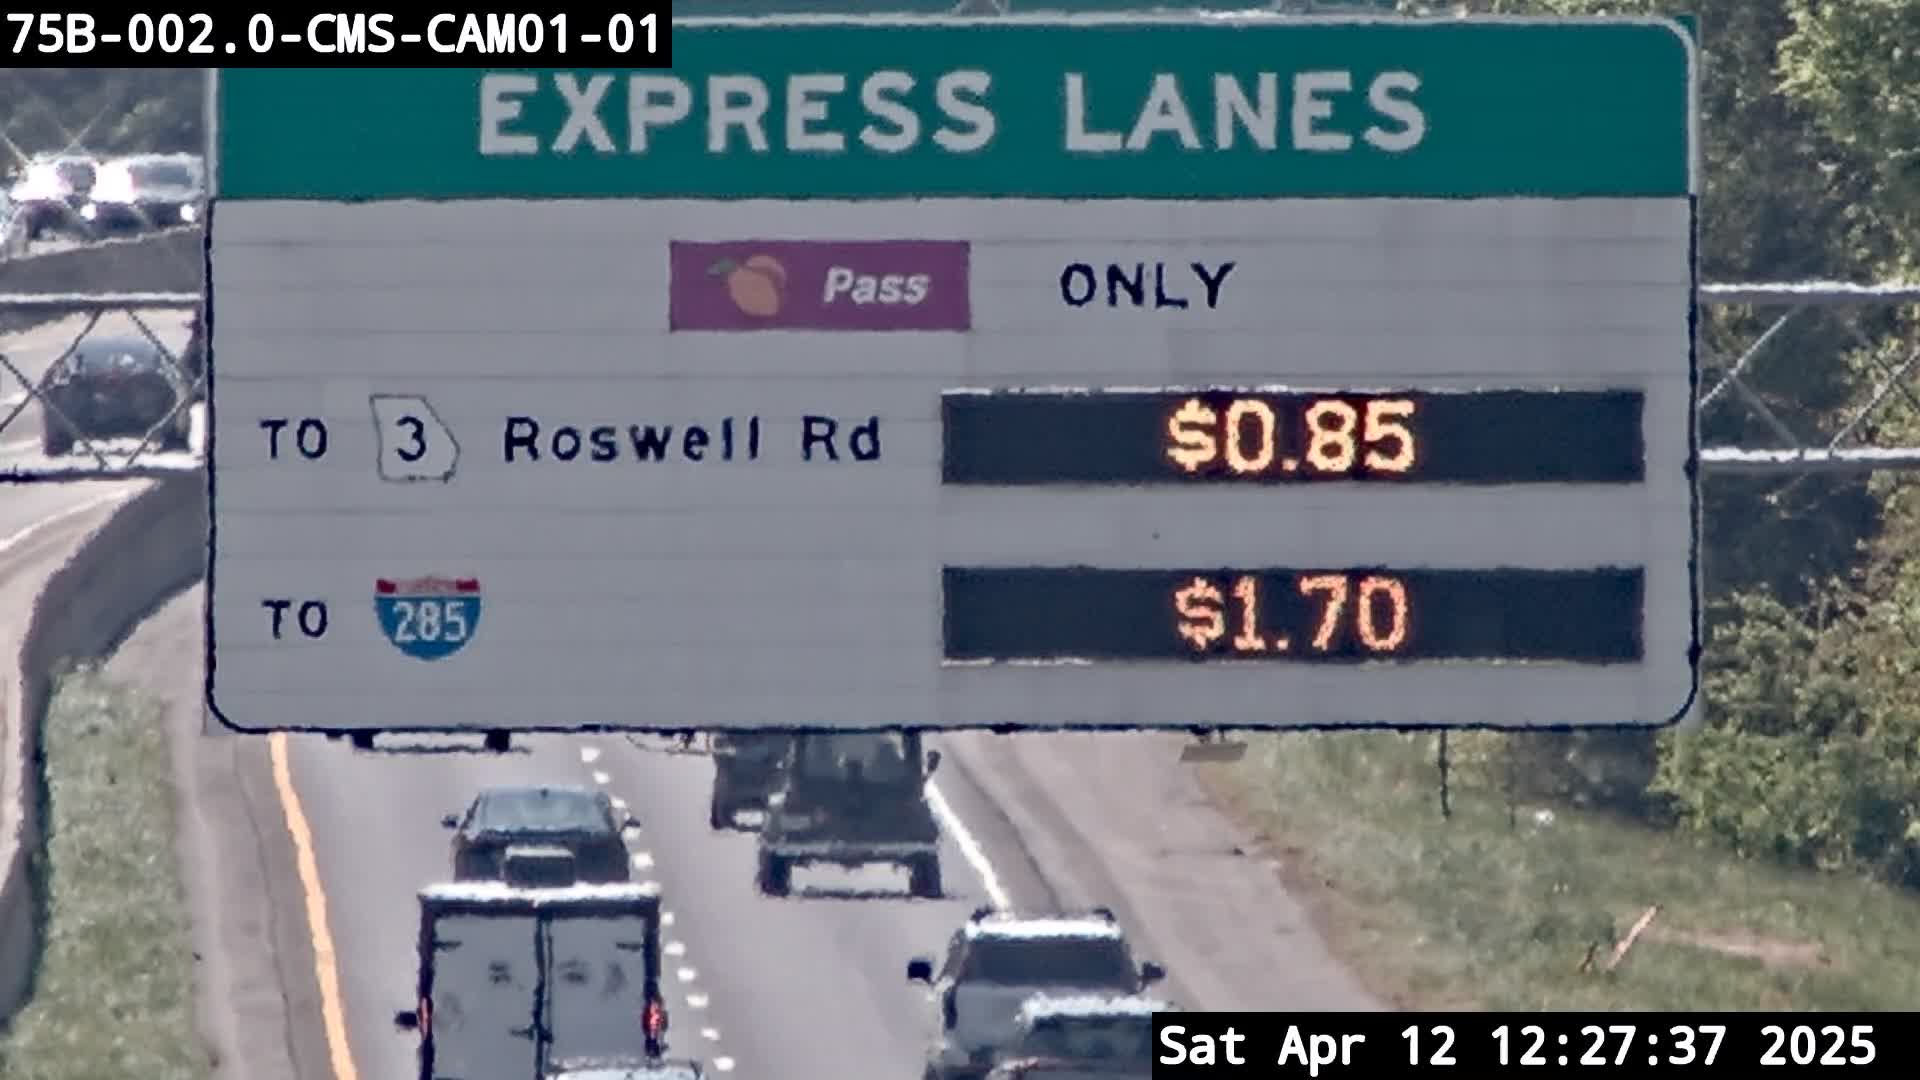 75B-002.0-CMS-CAM01-01
EXPRESS LANES
Pass ONLY
TO 3 Roswell Rd $0.85
TO 285 $1.70
Sat Apr 12 12:27:37 2025